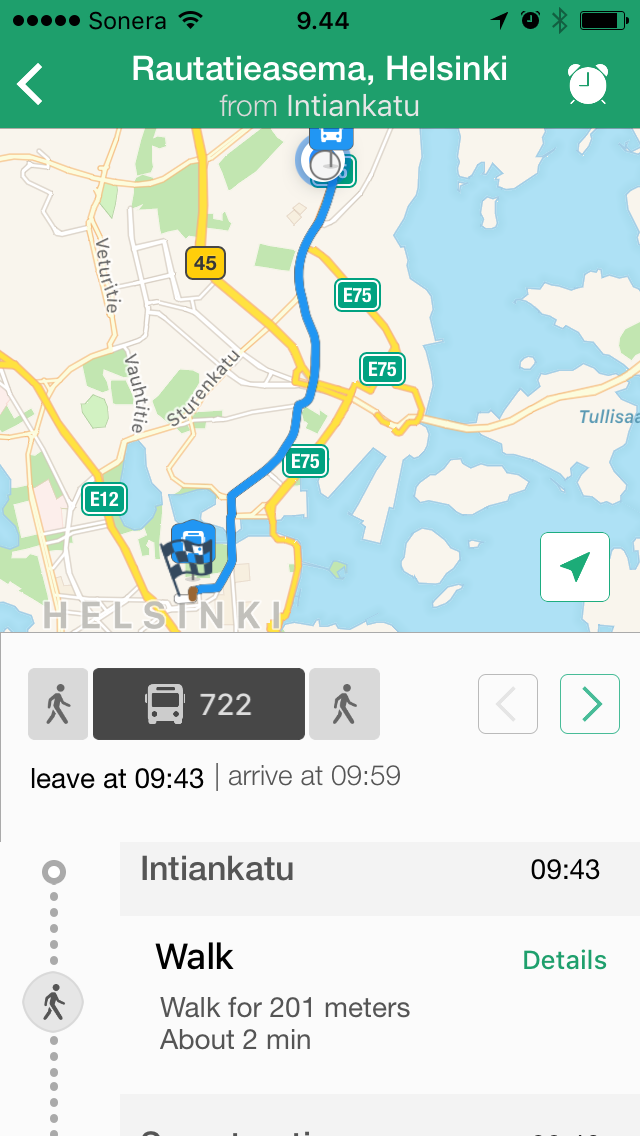 Sonera 9.44
Rautatieasema, Helsinki
from Intiankatu
45
Veturitie
E75
E75
Vauhtitie
Sturenkatu
Tullisaa
E75
E12
HELSINKI
722
leave at 09:43 | arrive at 09:59
Intiankatu 09:43
Walk Details
Walk for 201 meters
About 2 min